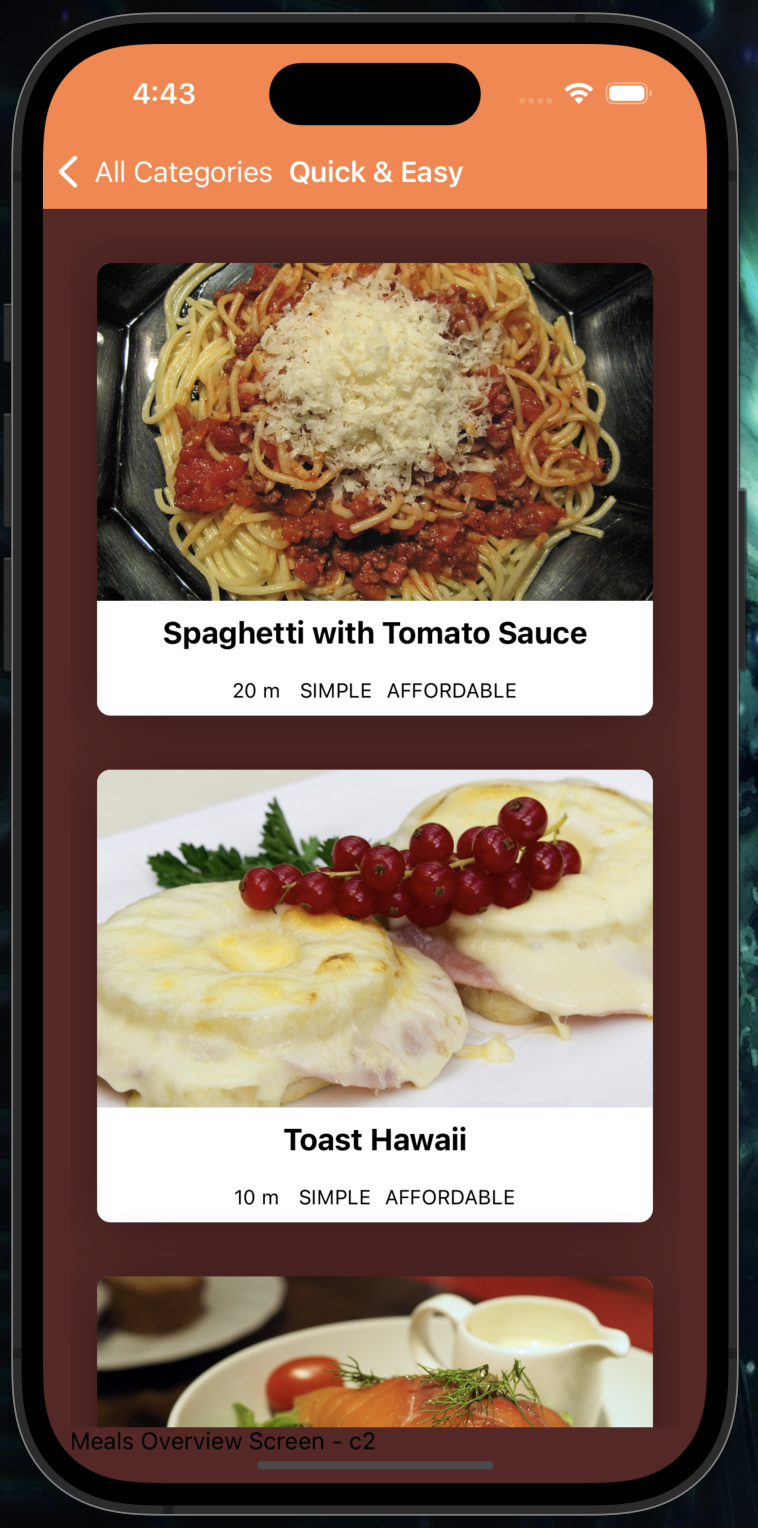 4:43
All Categories Quick & Easy
Spaghetti with Tomato Sauce
20 m SIMPLE AFFORDABLE
Toast Hawaii
10 m SIMPLE AFFORDABLE
Meals Overview Screen - c2